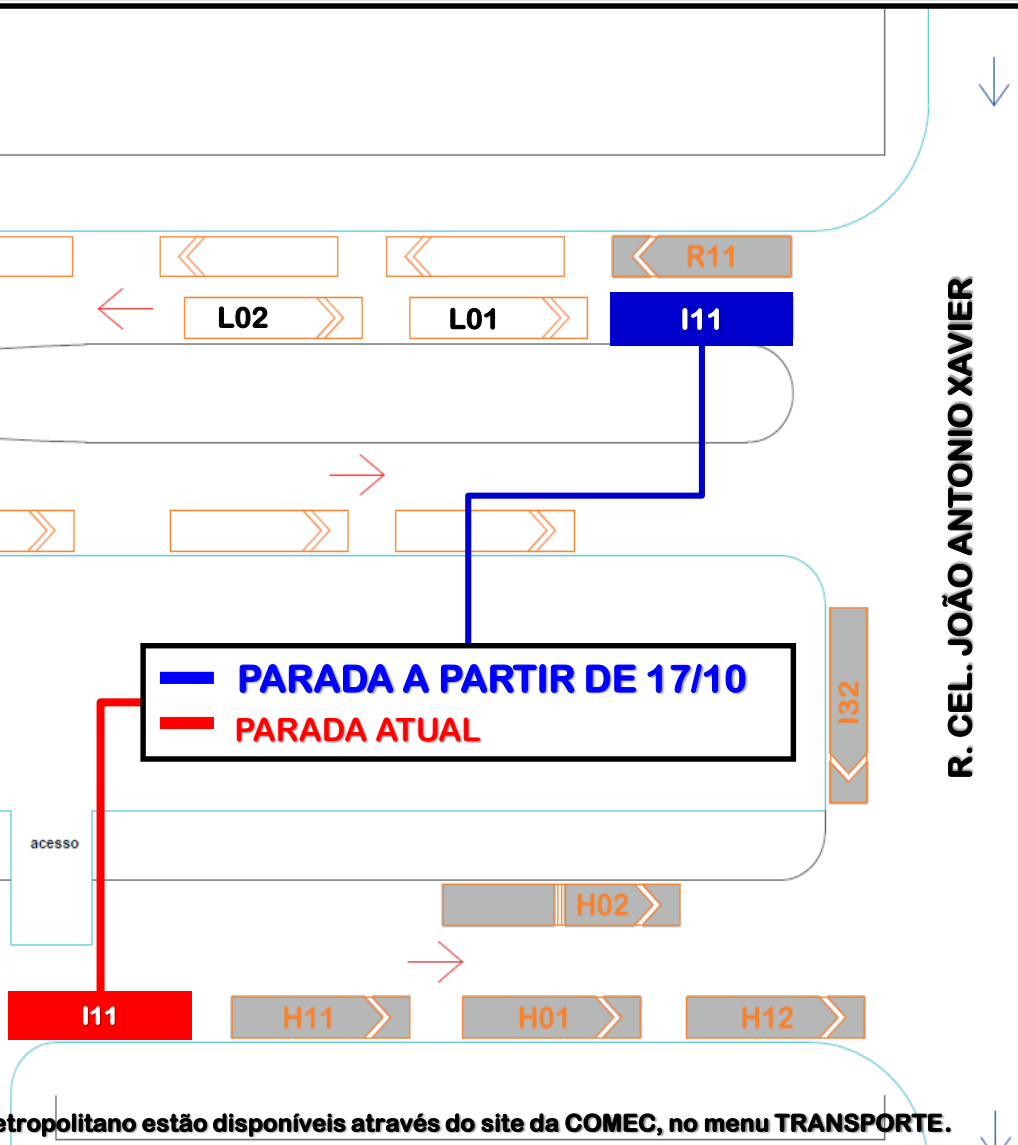 R11
L02
L01
I11
R. CEL. JOÃO ANTONIO XAVIER
PARADA A PARTIR DE 17/10
PARADA ATUAL
I32
acesso
H02
I11
H11
H01
H12
etropolitano estão disponíveis através do site da COMEC, no menu TRANSPORTE.